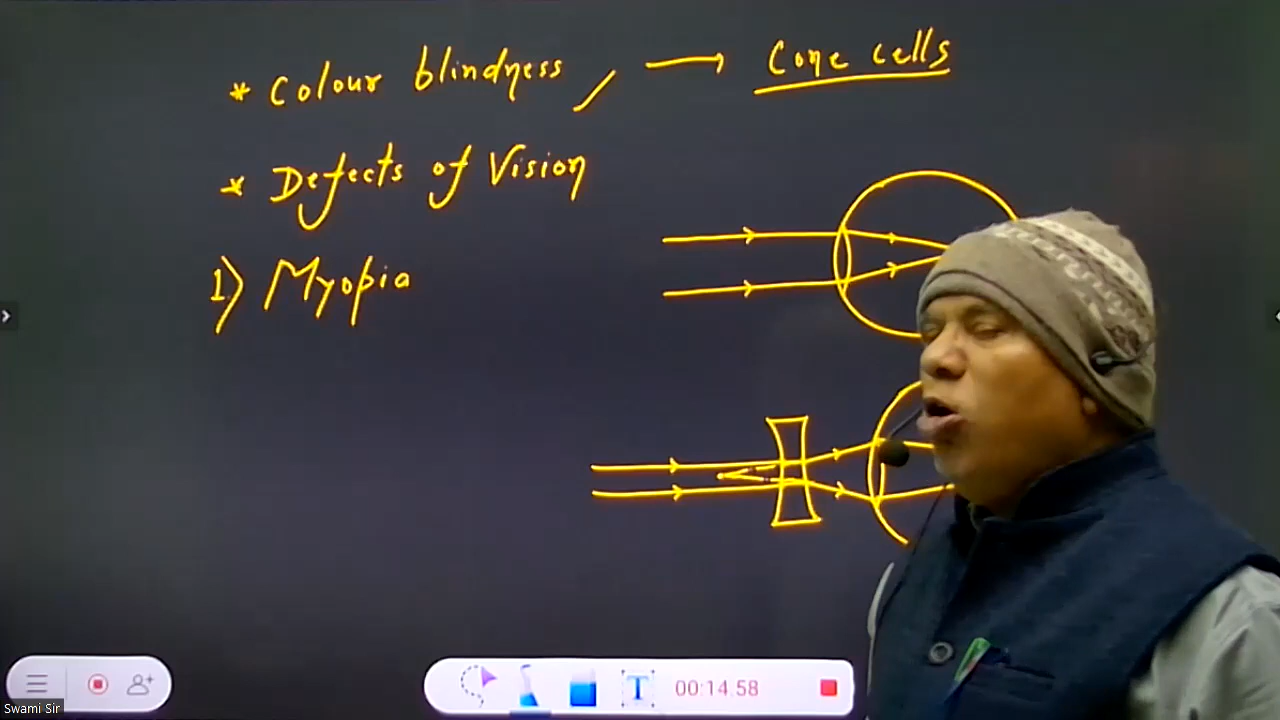 * Colour blindness, → Cone cells
* Defects of Vision
1) Myopia
T 00:14.58
Swami Sir